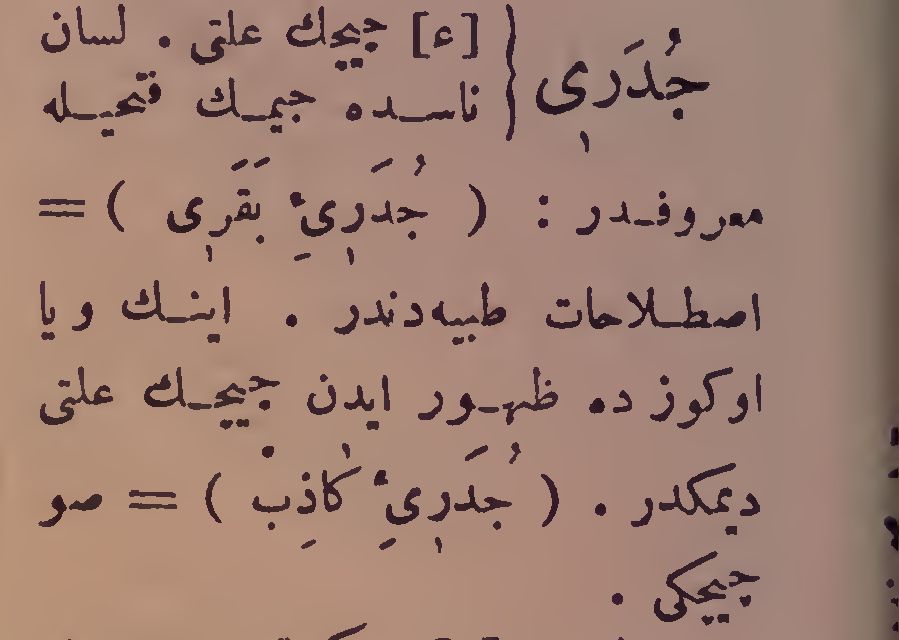 جُدَرِی { [ء] چیچك علتی . لسان
ناسده جیمك فتحیله
معروفدر : ( جُدَرِیِٔ بَقَرِی ) =
اصطلاحات طبیه‌دندر . اینك ویا
اوكوزده ظهور ایدن چیچك علتی
دیمكدر . ( جُدَرِیِٔ كاذِب ) = صو
چیچكی .